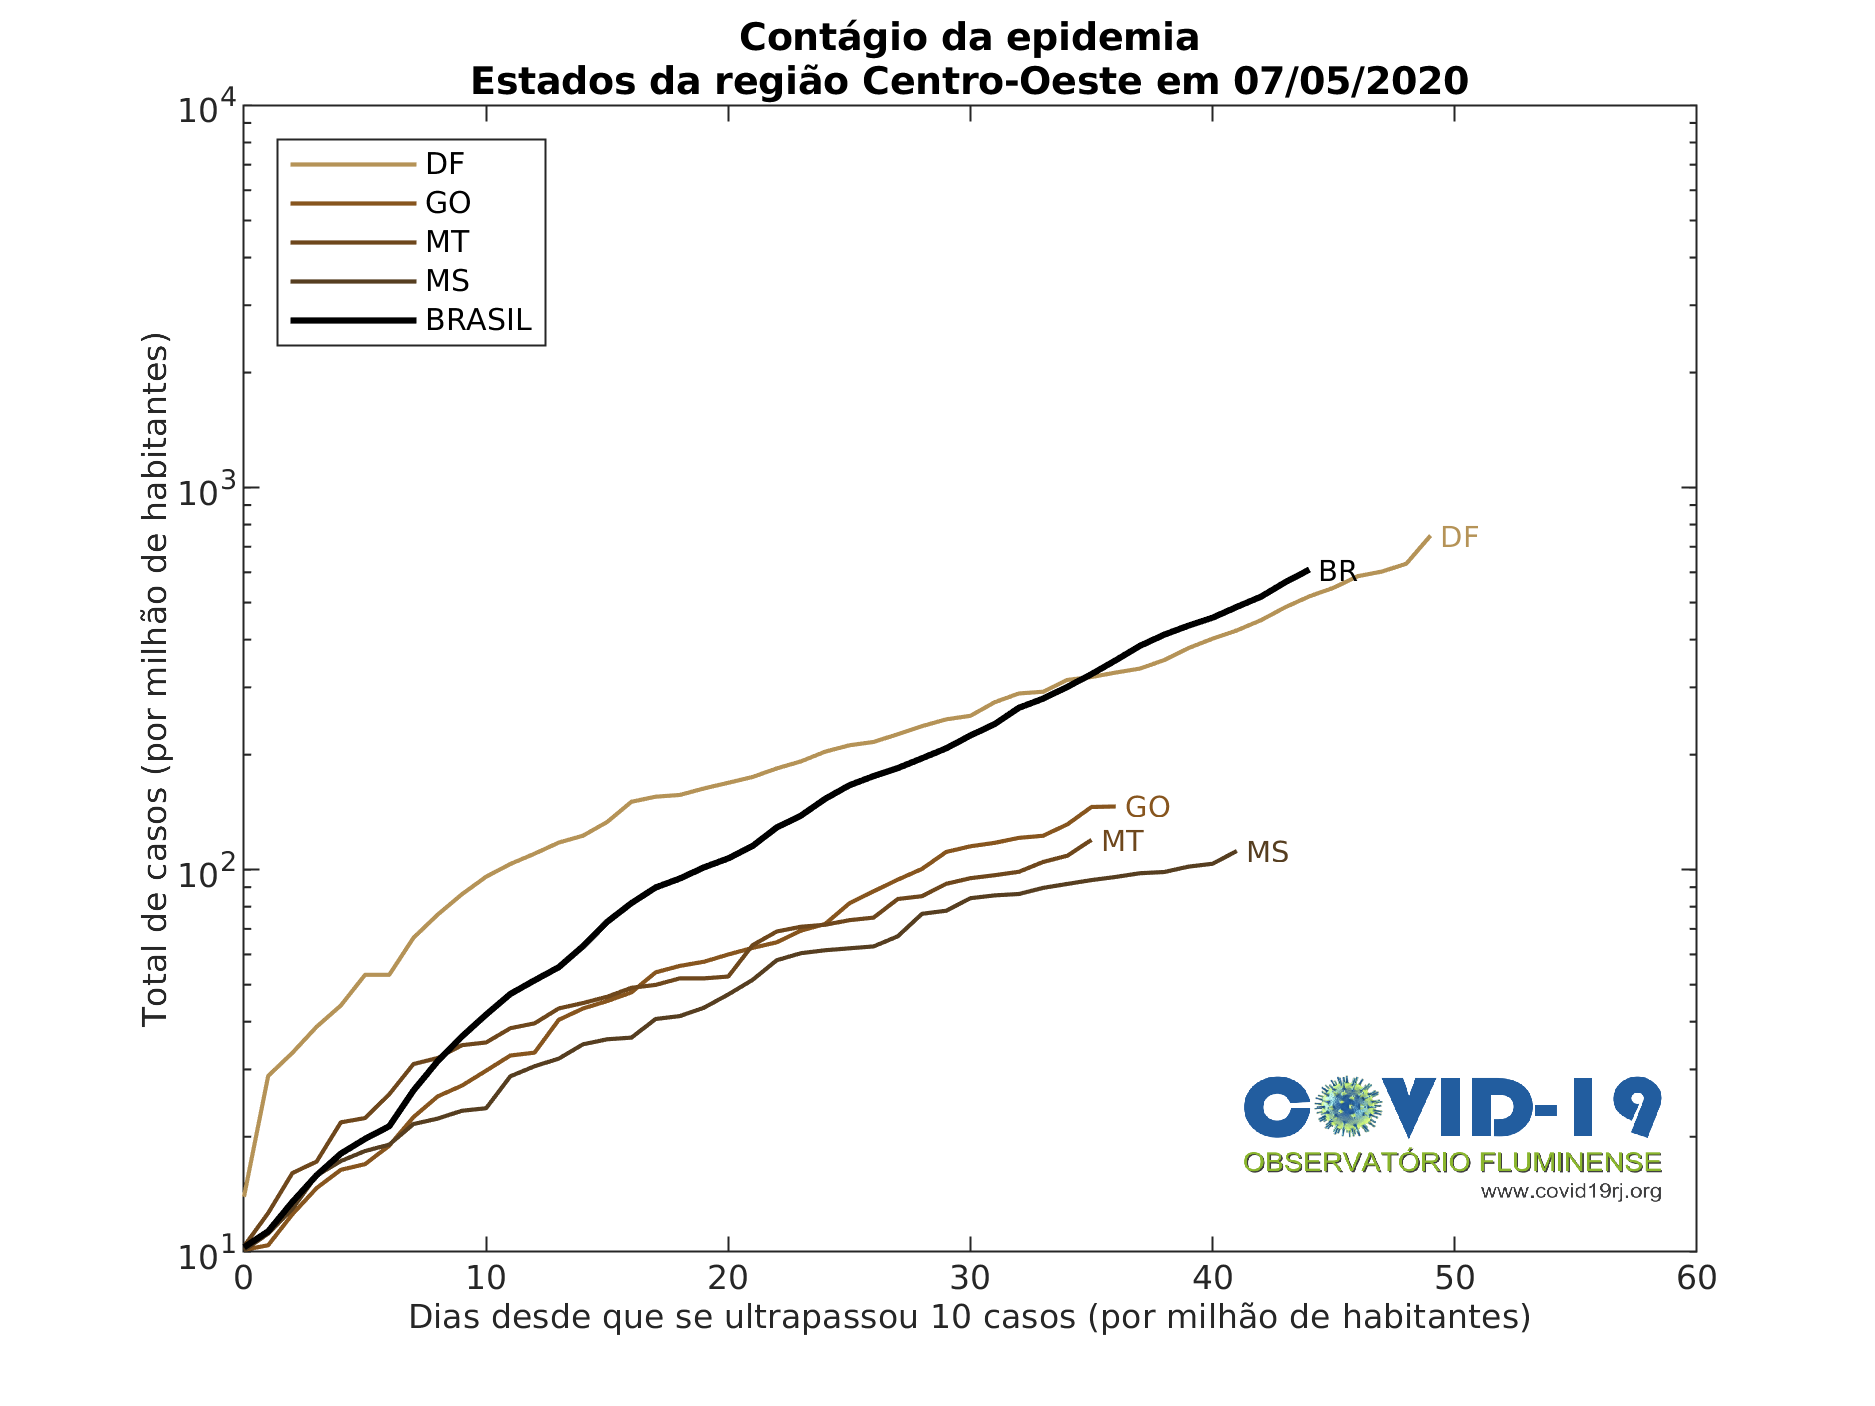 Contágio da epidemia
Estados da região Centro-Oeste em 07/05/2020
Total de casos (por milhão de habitantes)
10^4
10^3
10^2
10^1
DF
GO
MT
MS
BRASIL
DF
BR
GO
MT
MS
COVID-19
OBSERVATÓRIO FLUMINENSE
www.covid19rj.org
0 10 20 30 40 50 60
Dias desde que se ultrapassou 10 casos (por milhão de habitantes)